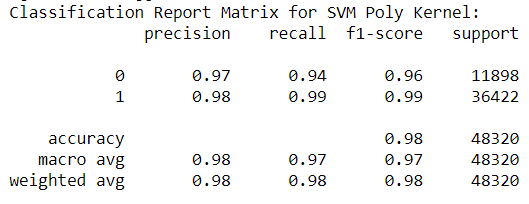 Classification Report Matrix for SVM Poly Kernel:
precision recall f1-score support
0 0.97 0.94 0.96 11898
1 0.98 0.99 0.99 36422
accuracy 0.98 48320
macro avg 0.98 0.97 0.97 48320
weighted avg 0.98 0.98 0.98 48320